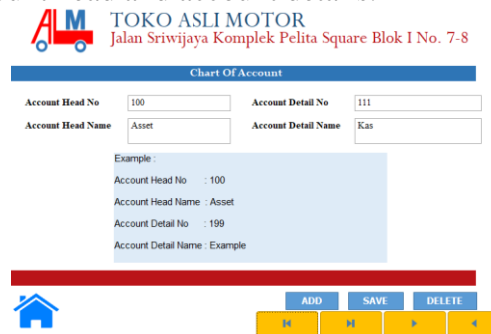 TOKO ASLI MOTOR
ALM
Jalan Sriwijaya Komplek Pelita Square Blok I No. 7-8
Chart Of Account
Account Head No 100 Account Detail No 111
Account Head Name Asset Account Detail Name Kas
Example :
Account Head No : 100
Account Head Name : Asset
Account Detail No : 199
Account Detail Name : Example
ADD SAVE DELETE